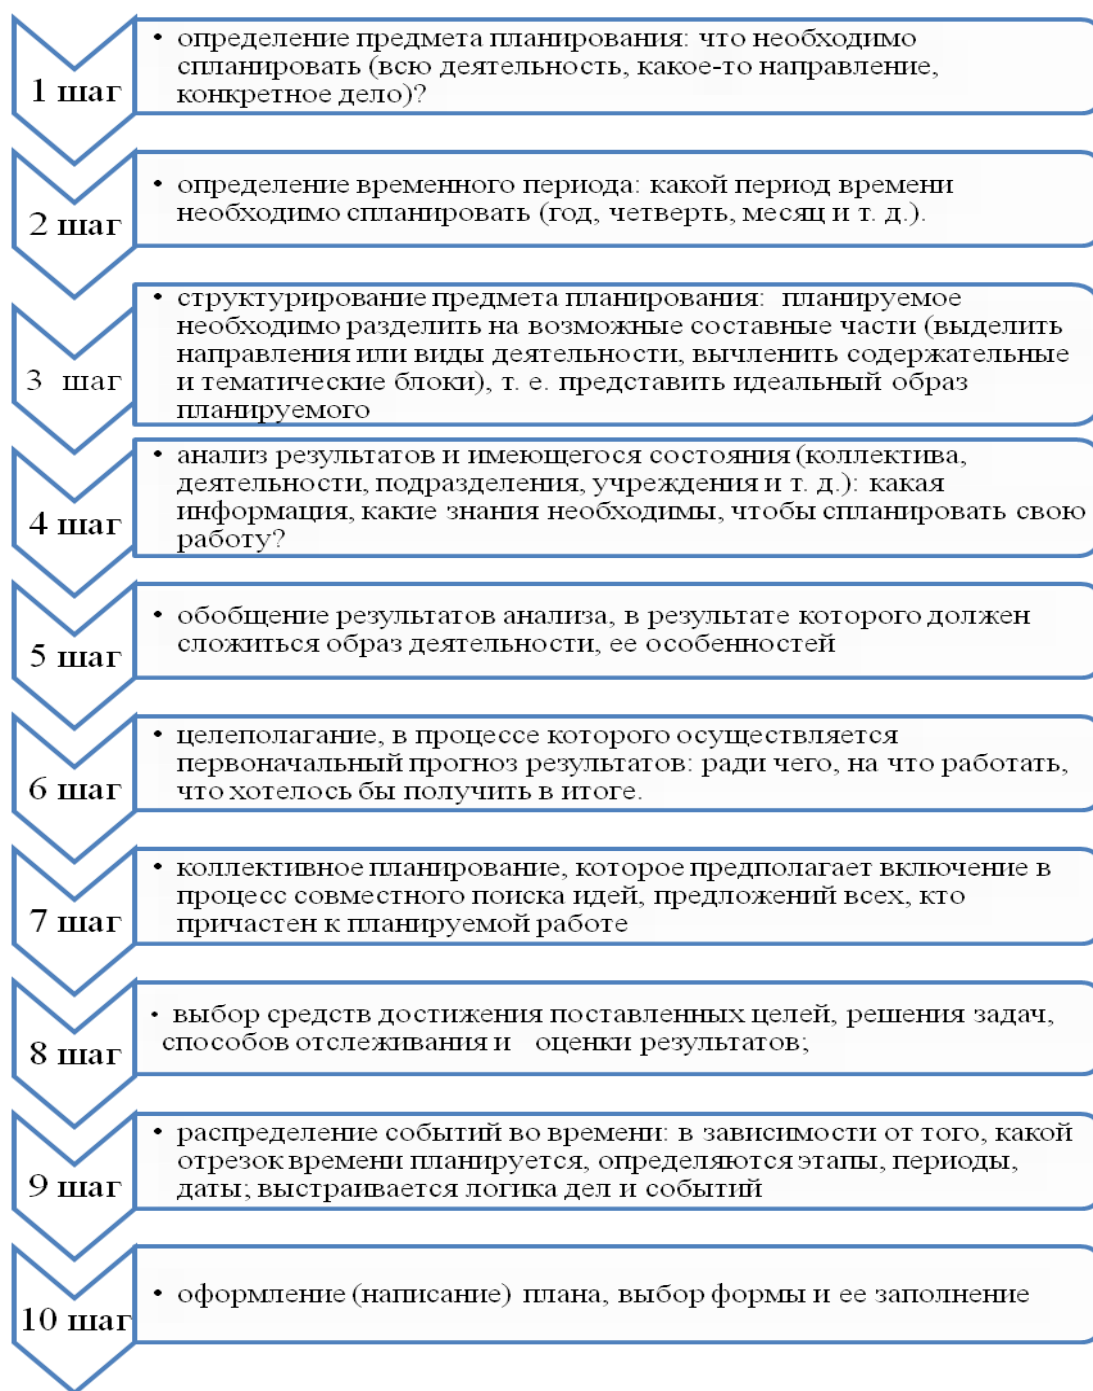 1 шаг
• определение предмета планирования: что необходимо
спланировать (всю деятельность, какое-то направление,
конкретное дело)?
2 шаг
• определение временного периода: какой период времени
необходимо спланировать (год, четверть, месяц и т. д.).
3 шаг
• структурирование предмета планирования: планируемое
необходимо разделить на возможные составные части (выделить
направления или виды деятельности, вычленить содержательные
и тематические блоки), т. е. представить идеальный образ
планируемого
4 шаг
• анализ результатов и имеющегося состояния (коллектива,
деятельности, подразделения, учреждения и т. д.): какая
информация, какие знания необходимы, чтобы спланировать свою
работу?
5 шаг
• обобщение результатов анализа, в результате которого должен
сложиться образ деятельности, ее особенностей
6 шаг
• целеполагание, в процессе которого осуществляется
первоначальный прогноз результатов: ради чего, на что работать,
что хотелось бы получить в итоге.
7 шаг
• коллективное планирование, которое предполагает включение в
процесс совместного поиска идей, предложений всех, кто
причастен к планируемой работе
8 шаг
• выбор средств достижения поставленных целей, решения задач,
способов отслеживания и оценки результатов;
9 шаг
• распределение событий во времени: в зависимости от того, какой
отрезок времени планируется, определяются этапы, периоды,
даты; выстраивается логика дел и событий
10 шаг
• оформление (написание) плана, выбор формы и ее заполнение